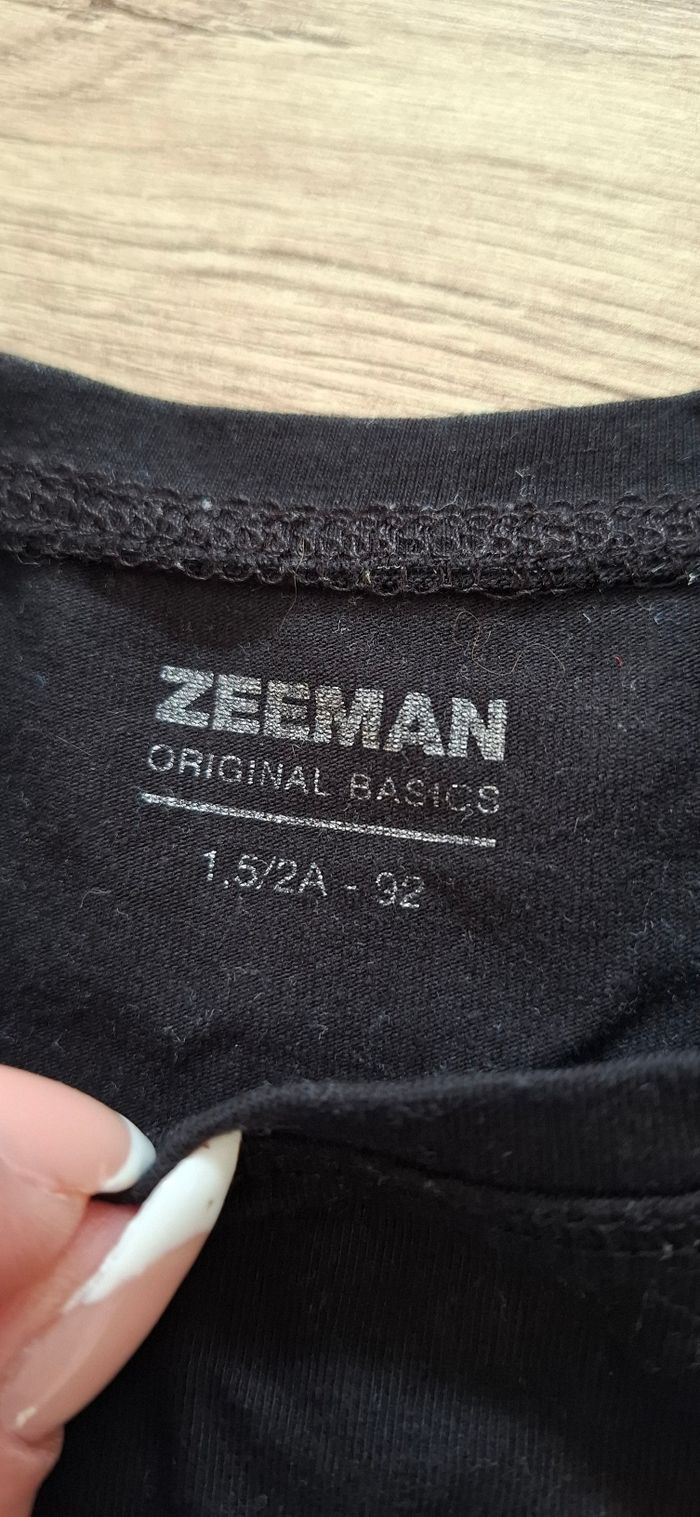 ZEEMAN
ORIGINAL BASICS
1,5/2A - 92